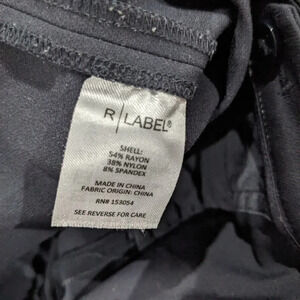 R | LABEL®
SHELL:
54% RAYON
38% NYLON
8% SPANDEX
MADE IN CHINA
FABRIC ORIGIN: CHINA
RN# 153054
SEE REVERSE FOR CARE